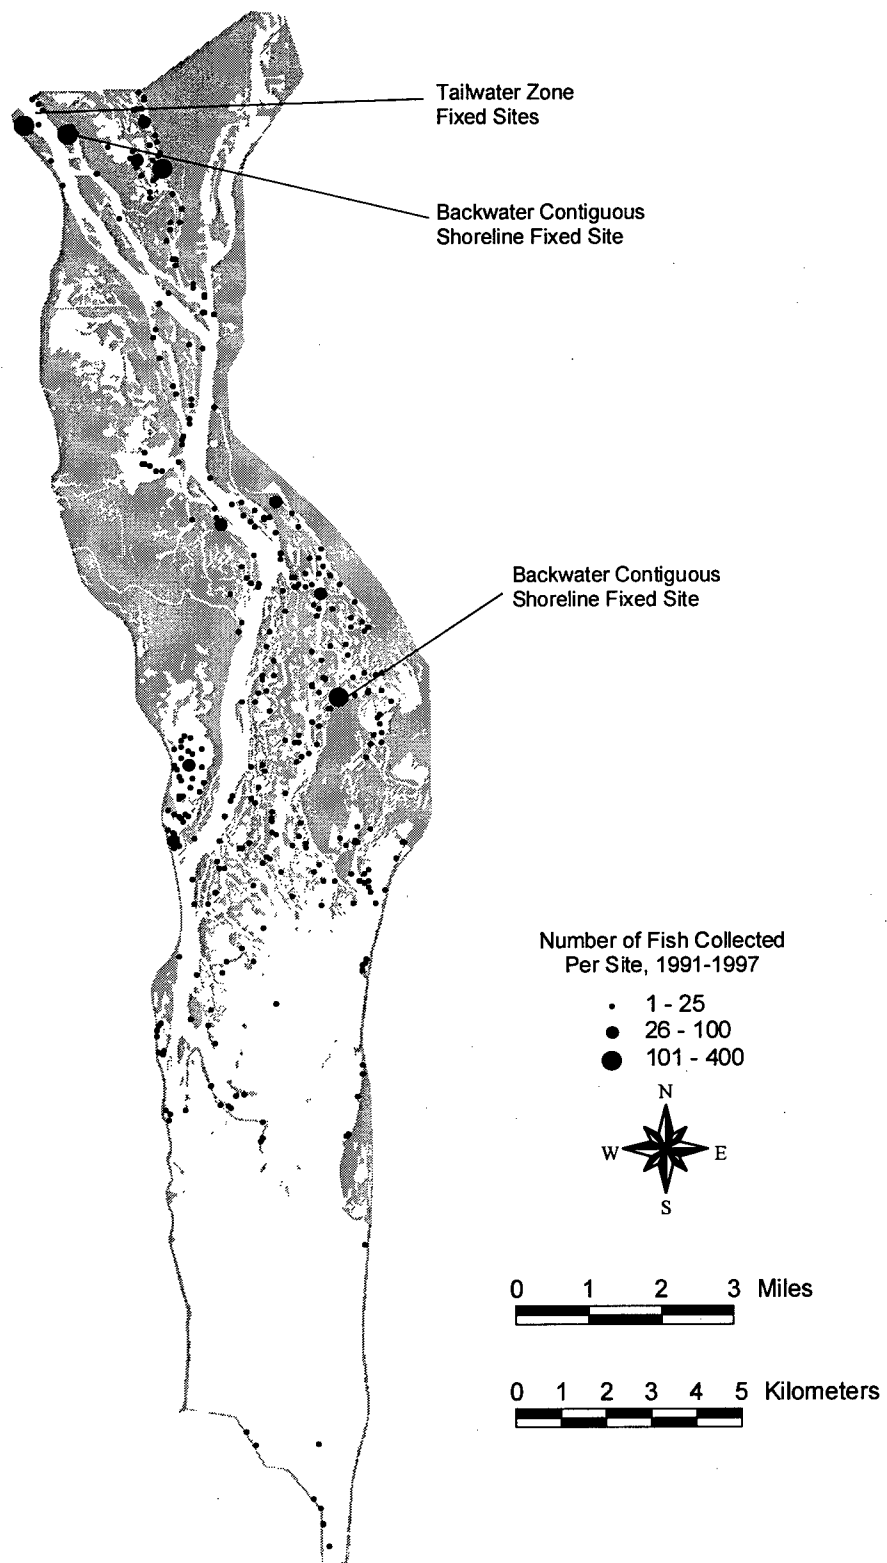 Tailwater Zone
Fixed Sites
Backwater Contiguous
Shoreline Fixed Site
Backwater Contiguous
Shoreline Fixed Site
Number of Fish Collected
Per Site, 1991-1997
1 - 25
26 - 100
101 - 400
N
W E
S
0 1 2 3 Miles
0 1 2 3 4 5 Kilometers